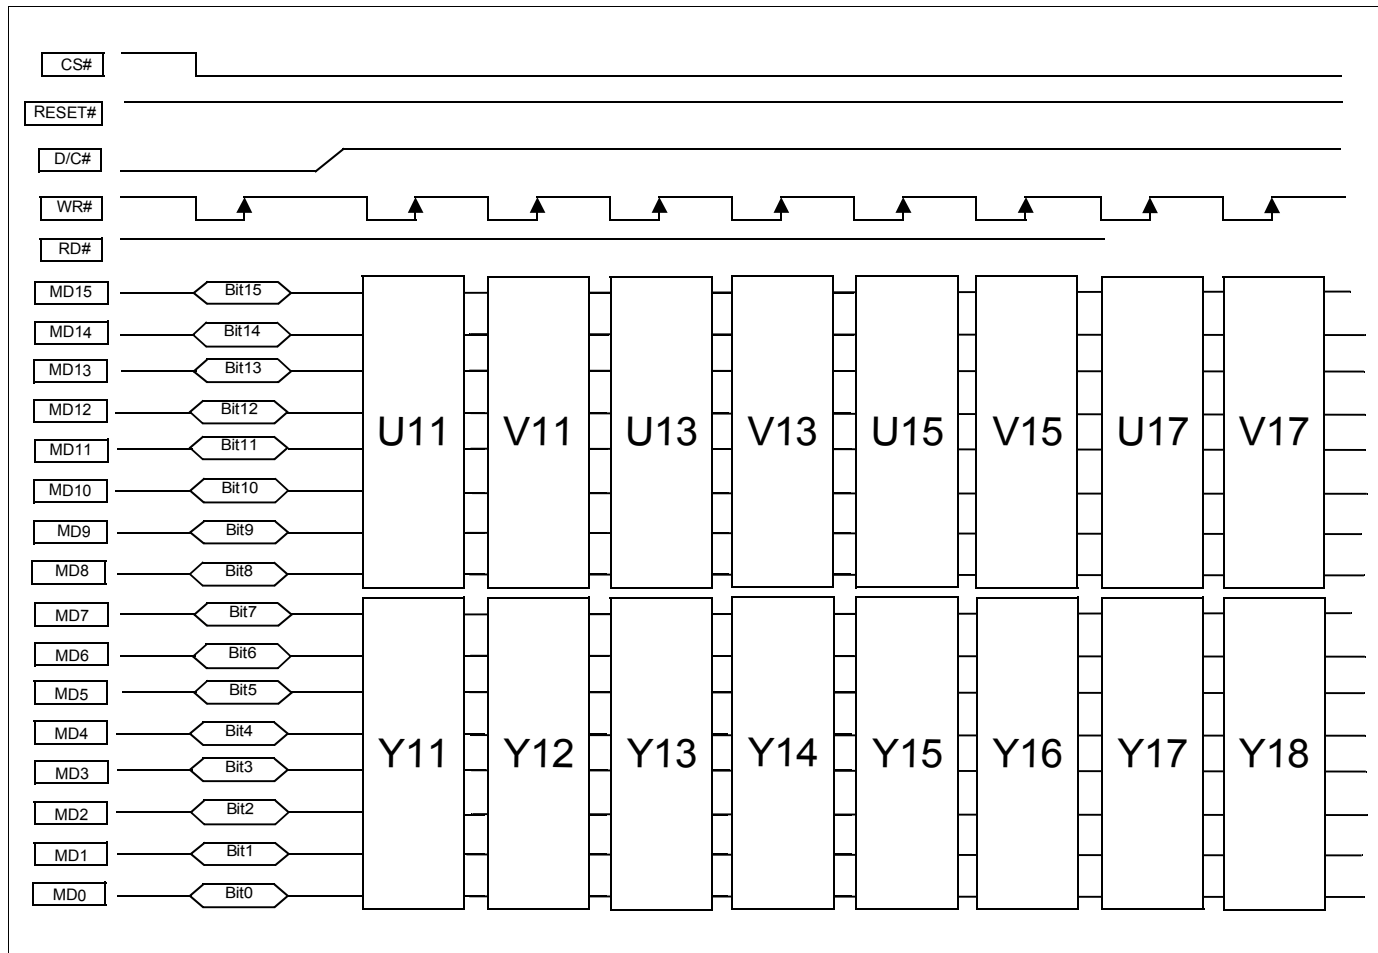 CS#
RESET#
D/C#
WR#
RD#
MD15 Bit15
MD14 Bit14
MD13 Bit13
MD12 Bit12
MD11 Bit11
MD10 Bit10
MD9 Bit9
MD8 Bit8
U11 V11 U13 V13 U15 V15 U17 V17
MD7 Bit7
MD6 Bit6
MD5 Bit5
MD4 Bit4
MD3 Bit3
MD2 Bit2
MD1 Bit1
MD0 Bit0
Y11 Y12 Y13 Y14 Y15 Y16 Y17 Y18